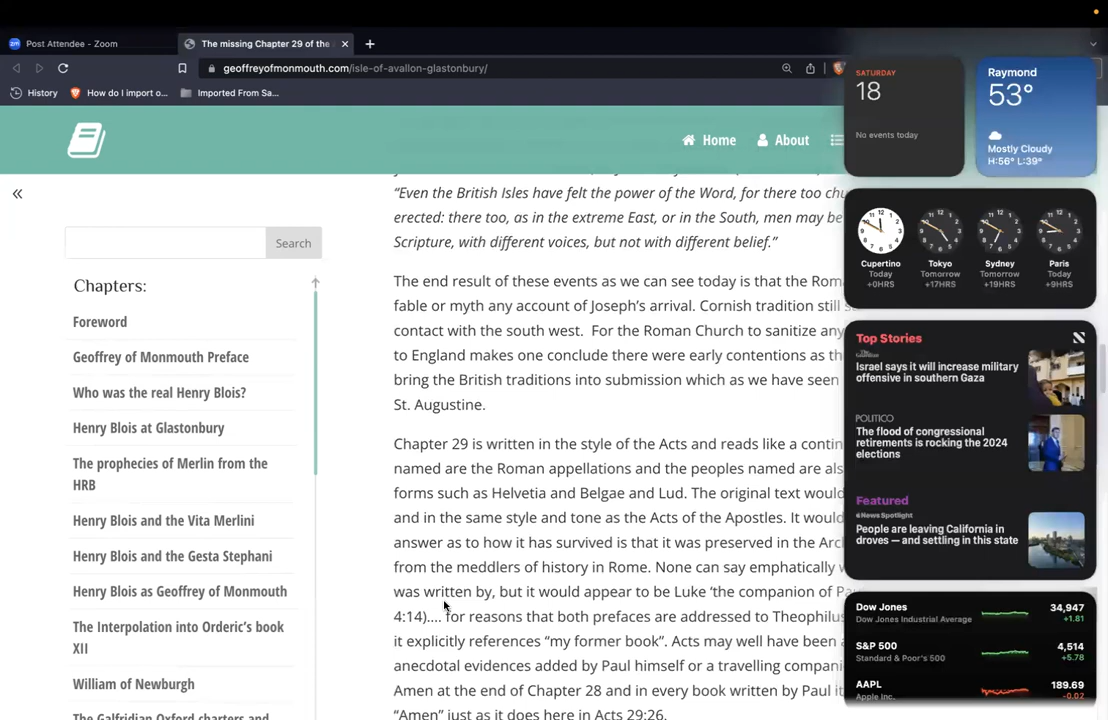 Post Attendee - Zoom
The missing Chapter 29 of the
geoffreyofmonmouth.com/isle-of-avallon-glastonbury/
History
How do I import o...
Imported From Sa...
Home
About
Search
Chapters:
Foreword
Geoffrey of Monmouth Preface
Who was the real Henry Blois?
Henry Blois at Glastonbury
The prophecies of Merlin from the
HRB
Henry Blois and the Vita Merlini
Henry Blois and the Gesta Stephani
Henry Blois as Geoffrey of Monmouth
The Interpolation into Orderic's book
XII
William of Newburgh
The Galfridian Oxford charters and
“Even the British Isles have felt the power of the Word, for there too chu
erected: there too, as in the extreme East, or in the South, men may be
Scripture, with different voices, but not with different belief.”
The end result of these events as we can see today is that the Rom
fable or myth any account of Joseph’s arrival. Cornish tradition still
contact with the south west. For the Roman Church to sanitize any
to England makes one conclude there were early contentions as th
bring the British traditions into submission which as we have seen
St. Augustine.
Chapter 29 is written in the style of the Acts and reads like a contin
named are the Roman appellations and the peoples named are als
forms such as Helvetia and Belgae and Lud. The original text would
and in the same style and tone as the Acts of the Apostles. It would
answer as to how it has survived is that it was preserved in the Arc
from the meddlers of history in Rome. None can say emphatically
was written by, but it would appear to be Luke ‘the companion of Pa
4:14).... for reasons that both prefaces are addressed to Theophilus
it explicitly references “my former book”. Acts may well have been
anecdotal evidences added by Paul himself or a travelling compani
Amen at the end of Chapter 28 and in every book written by Paul it
“Amen” just as it does here in Acts 29:26.
SATURDAY
18
No events today
Raymond
53°
Mostly Cloudy
H:56° L:39°
Cupertino
Today
+0HRS
Tokyo
Tomorrow
+17HRS
Sydney
Tomorrow
+19HRS
Paris
Today
+9HRS
Top Stories
Israel says it will increase military
offensive in southern Gaza
POLITICO
The flood of congressional
retirements is rocking the 2024
elections
Featured
News Spotlight
People are leaving California in
droves — and settling in this state
Dow Jones
Dow Jones Industrial Average
34,947
+1.81
S&P 500
Standard & Poor's 500
4,514
+5.78
AAPL
Apple Inc.
189.69
-0.02